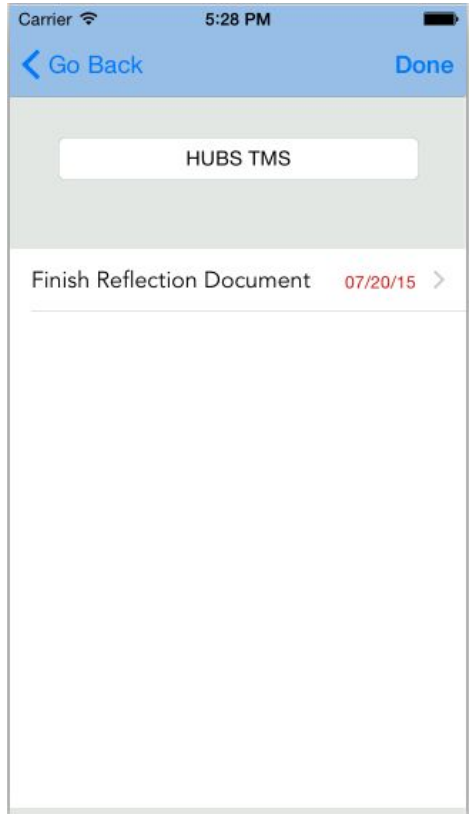 Carrier 5:28 PM
Go Back Done
HUBS TMS
Finish Reflection Document 07/20/15